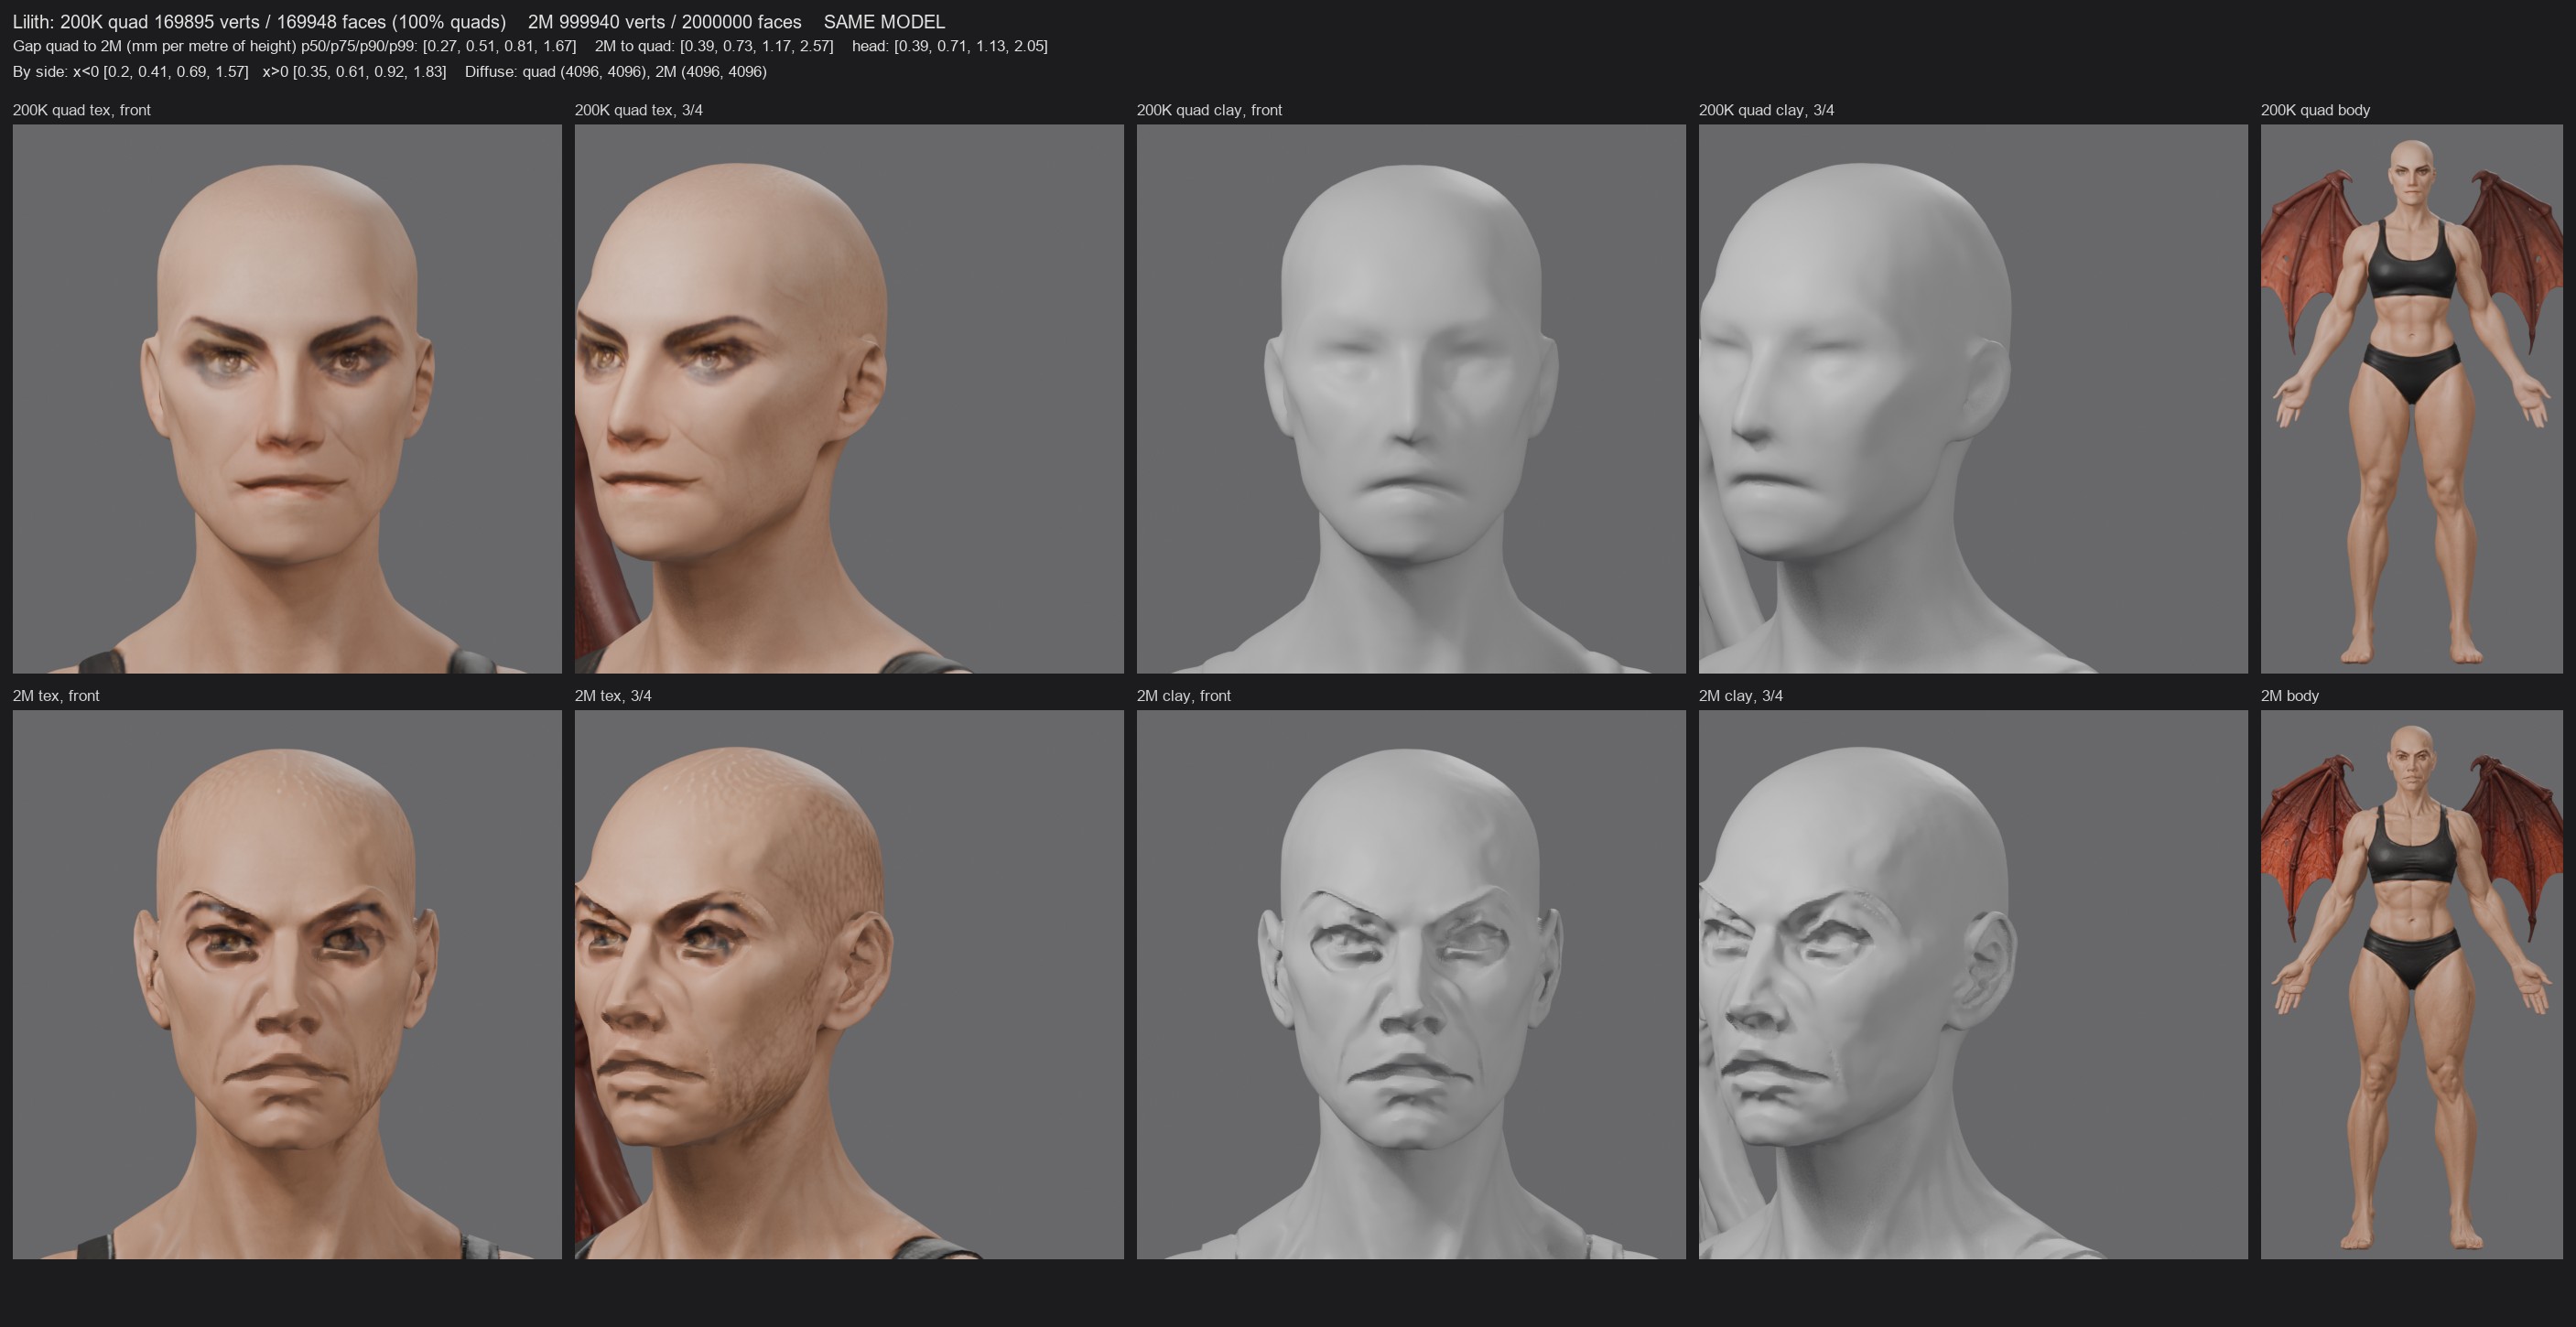 Lilith: 200K quad 169895 verts / 169948 faces (100% quads)    2M 999940 verts / 2000000 faces    SAME MODEL
Gap quad to 2M (mm per metre of height) p50/p75/p90/p99: [0.27, 0.51, 0.81, 1.67]    2M to quad: [0.39, 0.73, 1.17, 2.57]    head: [0.39, 0.71, 1.13, 2.05]
By side: x<0 [0.2, 0.41, 0.69, 1.57]   x>0 [0.35, 0.61, 0.92, 1.83]    Diffuse: quad (4096, 4096), 2M (4096, 4096)
200K quad tex, front
200K quad tex, 3/4
200K quad clay, front
200K quad clay, 3/4
200K quad body
2M tex, front
2M tex, 3/4
2M clay, front
2M clay, 3/4
2M body